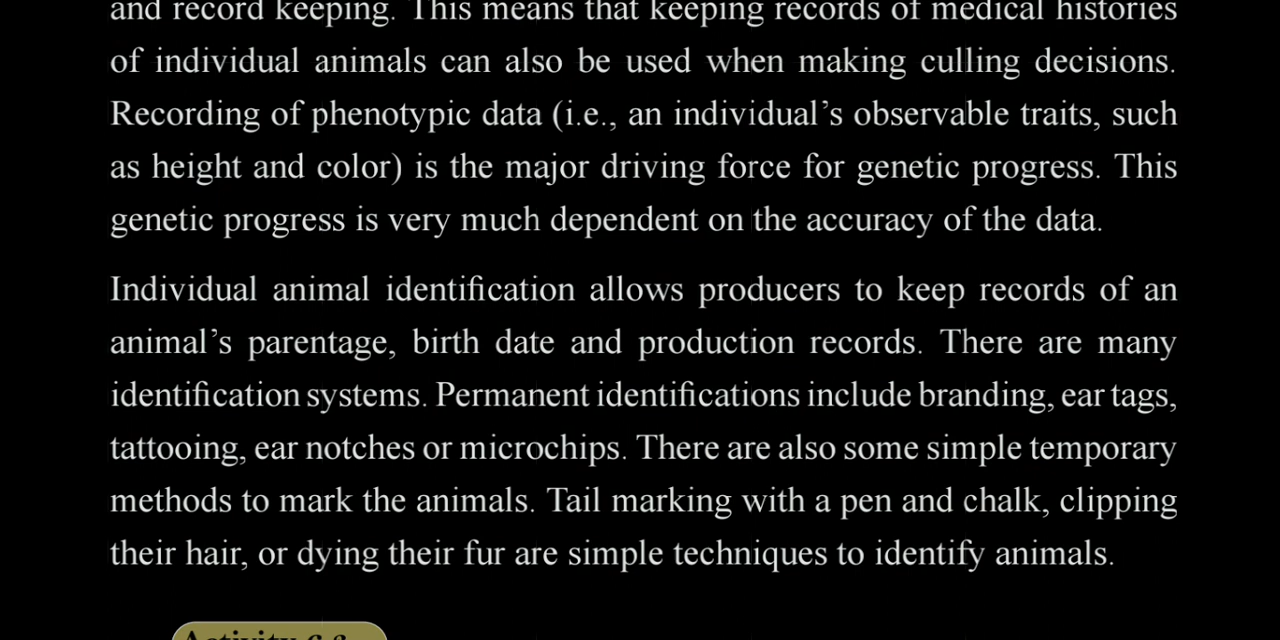 and record keeping. This means that keeping records of medical histories
of individual animals can also be used when making culling decisions.
Recording of phenotypic data (i.e., an individual’s observable traits, such
as height and color) is the major driving force for genetic progress. This
genetic progress is very much dependent on the accuracy of the data.
Individual animal identification allows producers to keep records of an
animal’s parentage, birth date and production records. There are many
identification systems. Permanent identifications include branding, ear tags,
tattooing, ear notches or microchips. There are also some simple temporary
methods to mark the animals. Tail marking with a pen and chalk, clipping
their hair, or dying their fur are simple techniques to identify animals.
Activity